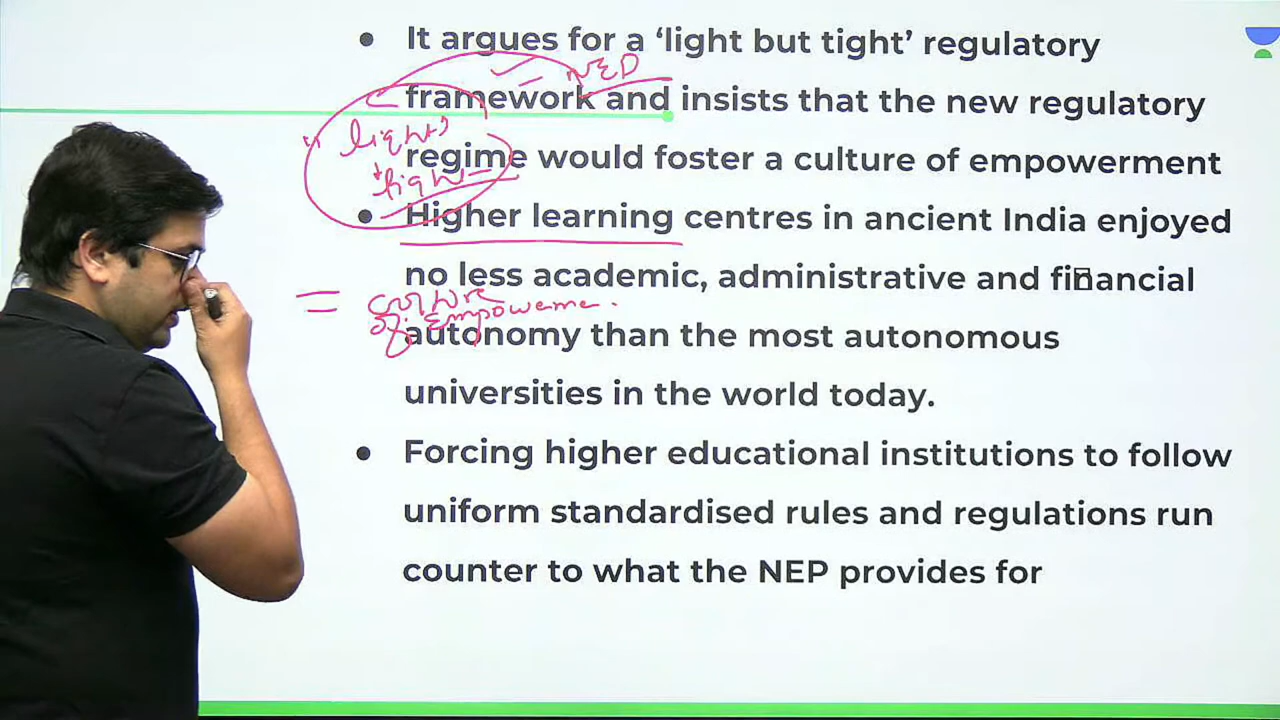 It argues for a ‘light but tight’ regulatory
NEP
framework and insists that the new regulatory
"light
regime would foster a culture of empowerment
tight
Higher learning centres in ancient India enjoyed
no less academic, administrative and financial
culture
of Empowerme
autonomy than the most autonomous
universities in the world today.
Forcing higher educational institutions to follow
uniform standardised rules and regulations run
counter to what the NEP provides for